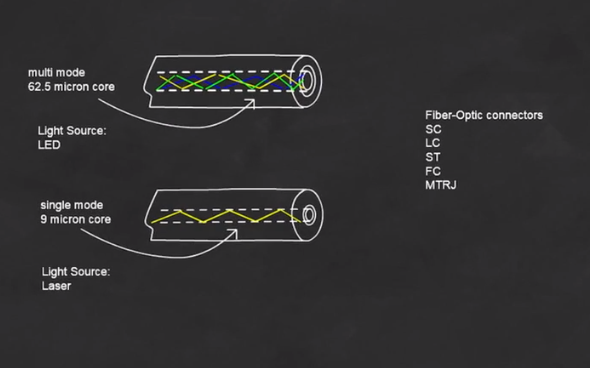 multi mode
62.5 micron core
Light Source:
LED
single mode
9 micron core
Light Source:
Laser
Fiber-Optic connectors
SC
LC
ST
FC
MTRJ